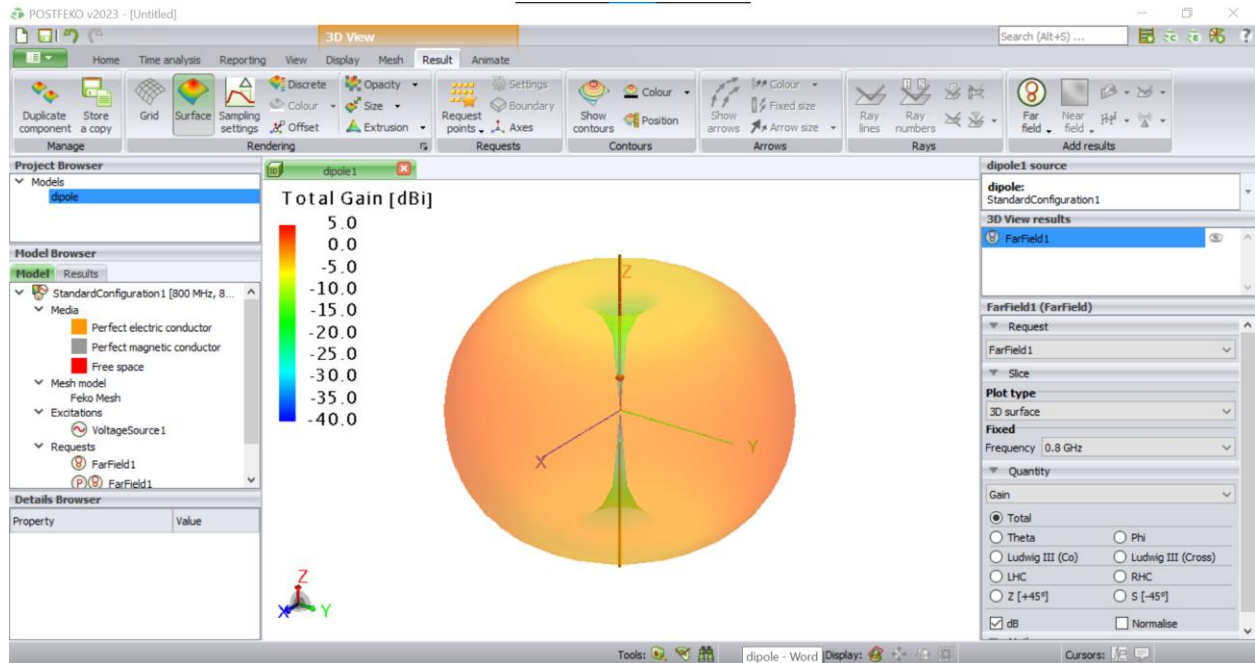 POSTFEKO v2023 - [Untitled]
3D View
Search (Alt+S) ...
Home Time analysis Reporting View Display Mesh Result Animate
Duplicate component
Store a copy
Manage
Grid
Surface
Sampling settings
Discrete
Colour
Offset
Opacity
Size
Extrusion
Rendering
Request points
Settings
Boundary
Axes
Requests
Show contours
Colour
Position
Contours
Show arrows
Colour
Fixed size
Arrow size
Arrows
Ray lines
Ray numbers
Rays
Far field
Near field
Add results
Project Browser
Models
dipole
Model Browser
Model Results
StandardConfiguration1 [800 MHz, 8...
Media
Perfect electric conductor
Perfect magnetic conductor
Free space
Mesh model
Feko Mesh
Excitations
VoltageSource1
Requests
FarField1
FarField1
Details Browser
Property Value
dipole1
Total Gain [dBi]
5.0
0.0
-5.0
-10.0
-15.0
-20.0
-25.0
-30.0
-35.0
-40.0
Z
X
Y
Z
X
Y
dipole1 source
dipole:
StandardConfiguration1
3D View results
FarField1
FarField1 (FarField)
Request
FarField1
Slice
Plot type
3D surface
Fixed
Frequency 0.8 GHz
Quantity
Gain
Total
Theta Phi
Ludwig III (Co) Ludwig III (Cross)
LHC RHC
Z [+45º] S [-45º]
dB Normalise
Tools: dipole - Word Display: Cursors: